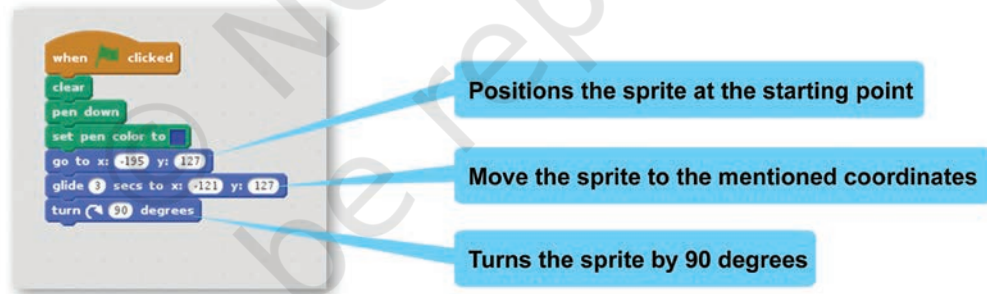 when clicked
clear
pen down
set pen color to
go to x: -195 y: 127
glide 3 secs to x: -121 y: 127
turn 90 degrees
Positions the sprite at the starting point
Move the sprite to the mentioned coordinates
Turns the sprite by 90 degrees
© N
be rep